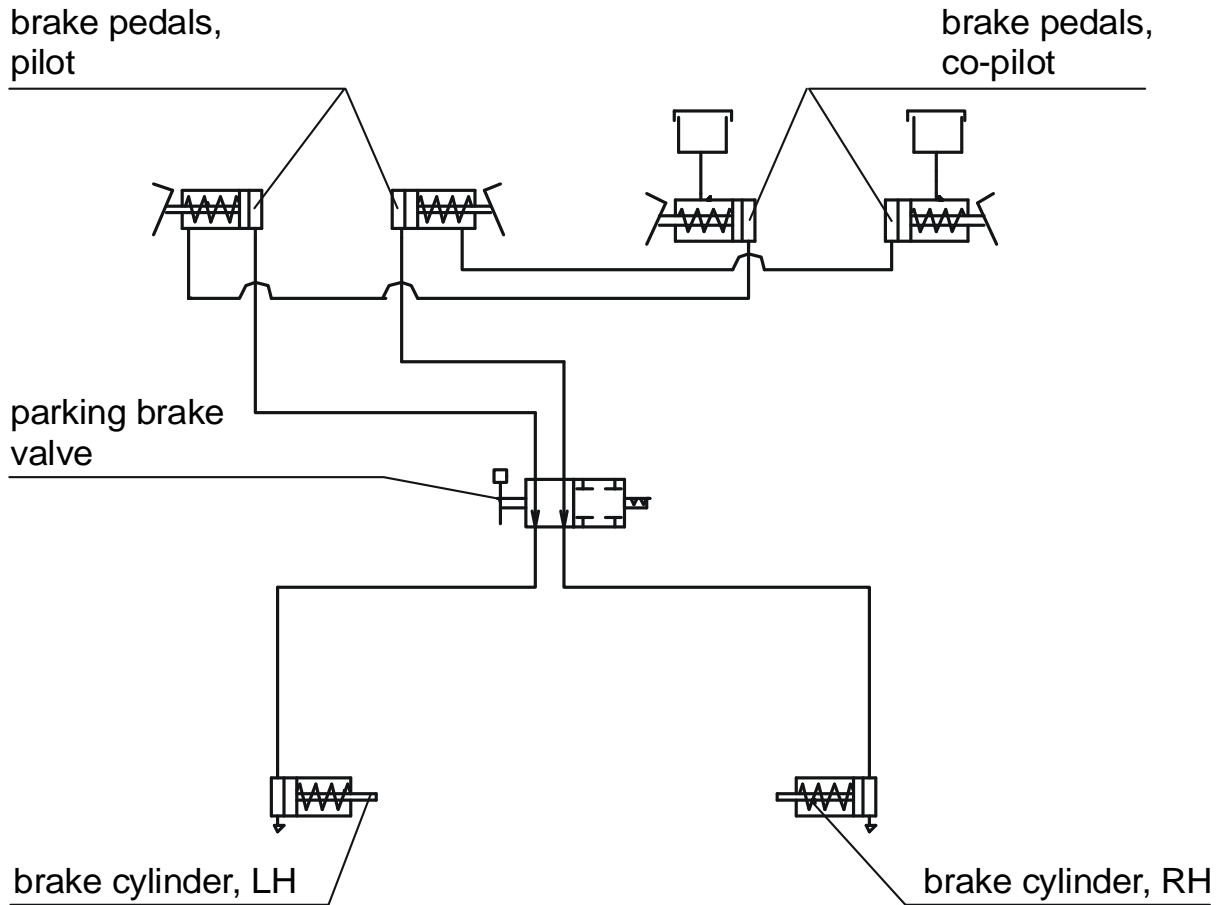 brake pedals,
pilot
brake pedals,
co-pilot
parking brake
valve
brake cylinder, LH
brake cylinder, RH